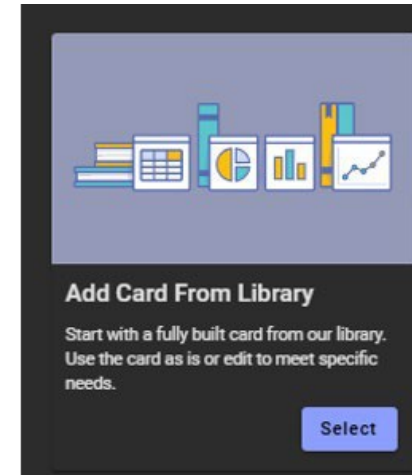 Add Card From Library
Start with a fully built card from our library.
Use the card as is or edit to meet specific
needs.
Select